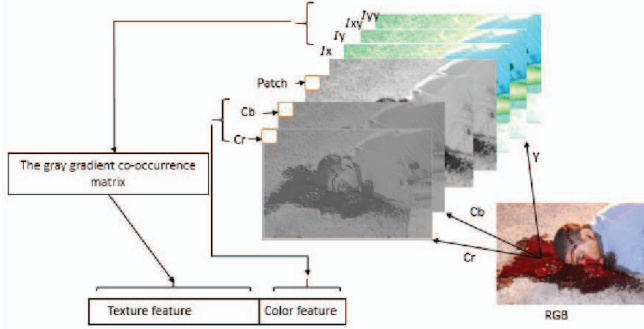 Iyy
Ixy
Iy
Ix
Patch
Cb
Cr
The gray gradient co-occurrence
matrix
Y
Cb
Cr
RGB
Texture feature
Color feature